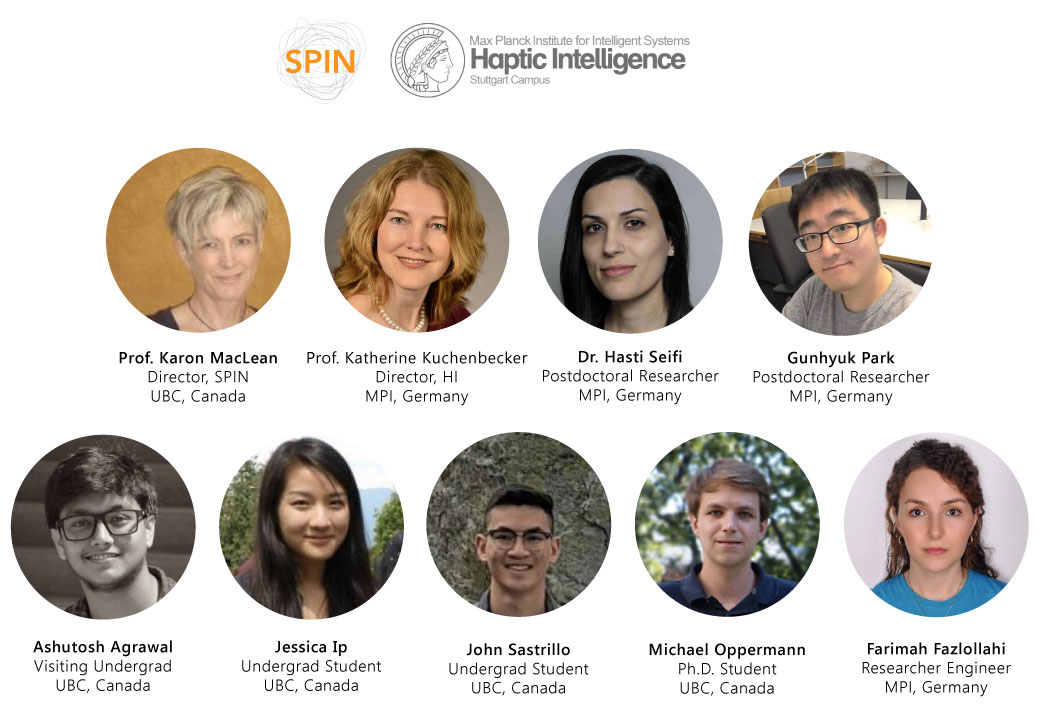 SPIN
Max Planck Institute for Intelligent Systems
Haptic Intelligence
Stuttgart Campus
Prof. Karon MacLean
Director, SPIN
UBC, Canada
Prof. Katherine Kuchenbecker
Director, HI
MPI, Germany
Dr. Hasti Seifi
Postdoctoral Researcher
MPI, Germany
Gunhyuk Park
Postdoctoral Researcher
MPI, Germany
Ashutosh Agrawal
Visiting Undergrad
UBC, Canada
Jessica Ip
Undergrad Student
UBC, Canada
John Sastrillo
Undergrad Student
UBC, Canada
Michael Oppermann
Ph.D. Student
UBC, Canada
Farimah Fazlollahi
Researcher Engineer
MPI, Germany